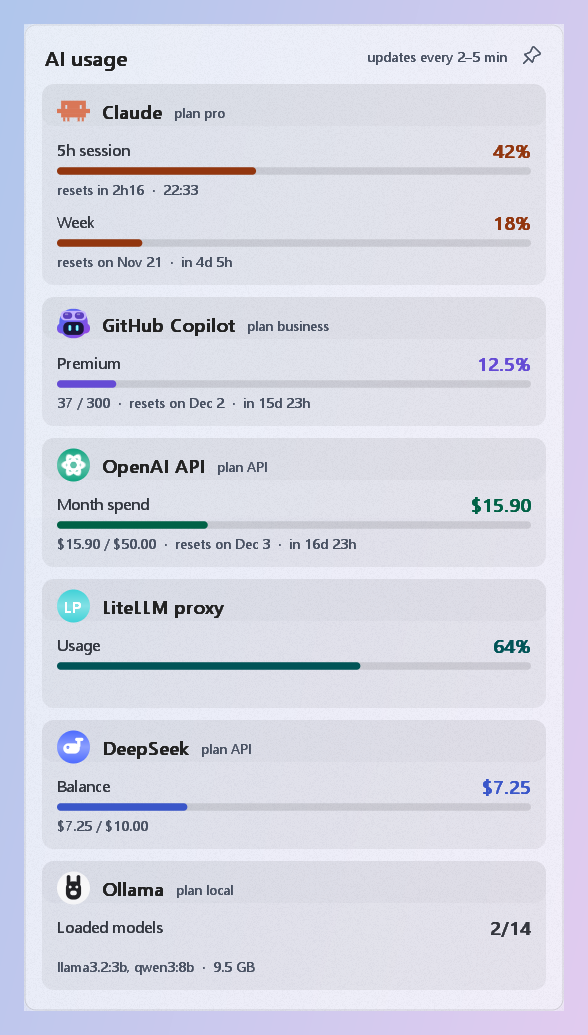 AI usage
updates every 2–5 min
Claude plan pro
5h session 42%
resets in 2h16 · 22:33
Week 18%
resets on Nov 21 · in 4d 5h
GitHub Copilot plan business
Premium 12.5%
37 / 300 · resets on Dec 2 · in 15d 23h
OpenAI API plan API
Month spend $15.90
$15.90 / $50.00 · resets on Dec 3 · in 16d 23h
LP LiteLLM proxy
Usage 64%
DeepSeek plan API
Balance $7.25
$7.25 / $10.00
Ollama plan local
Loaded models 2/14
llama3.2:3b, qwen3:8b · 9.5 GB